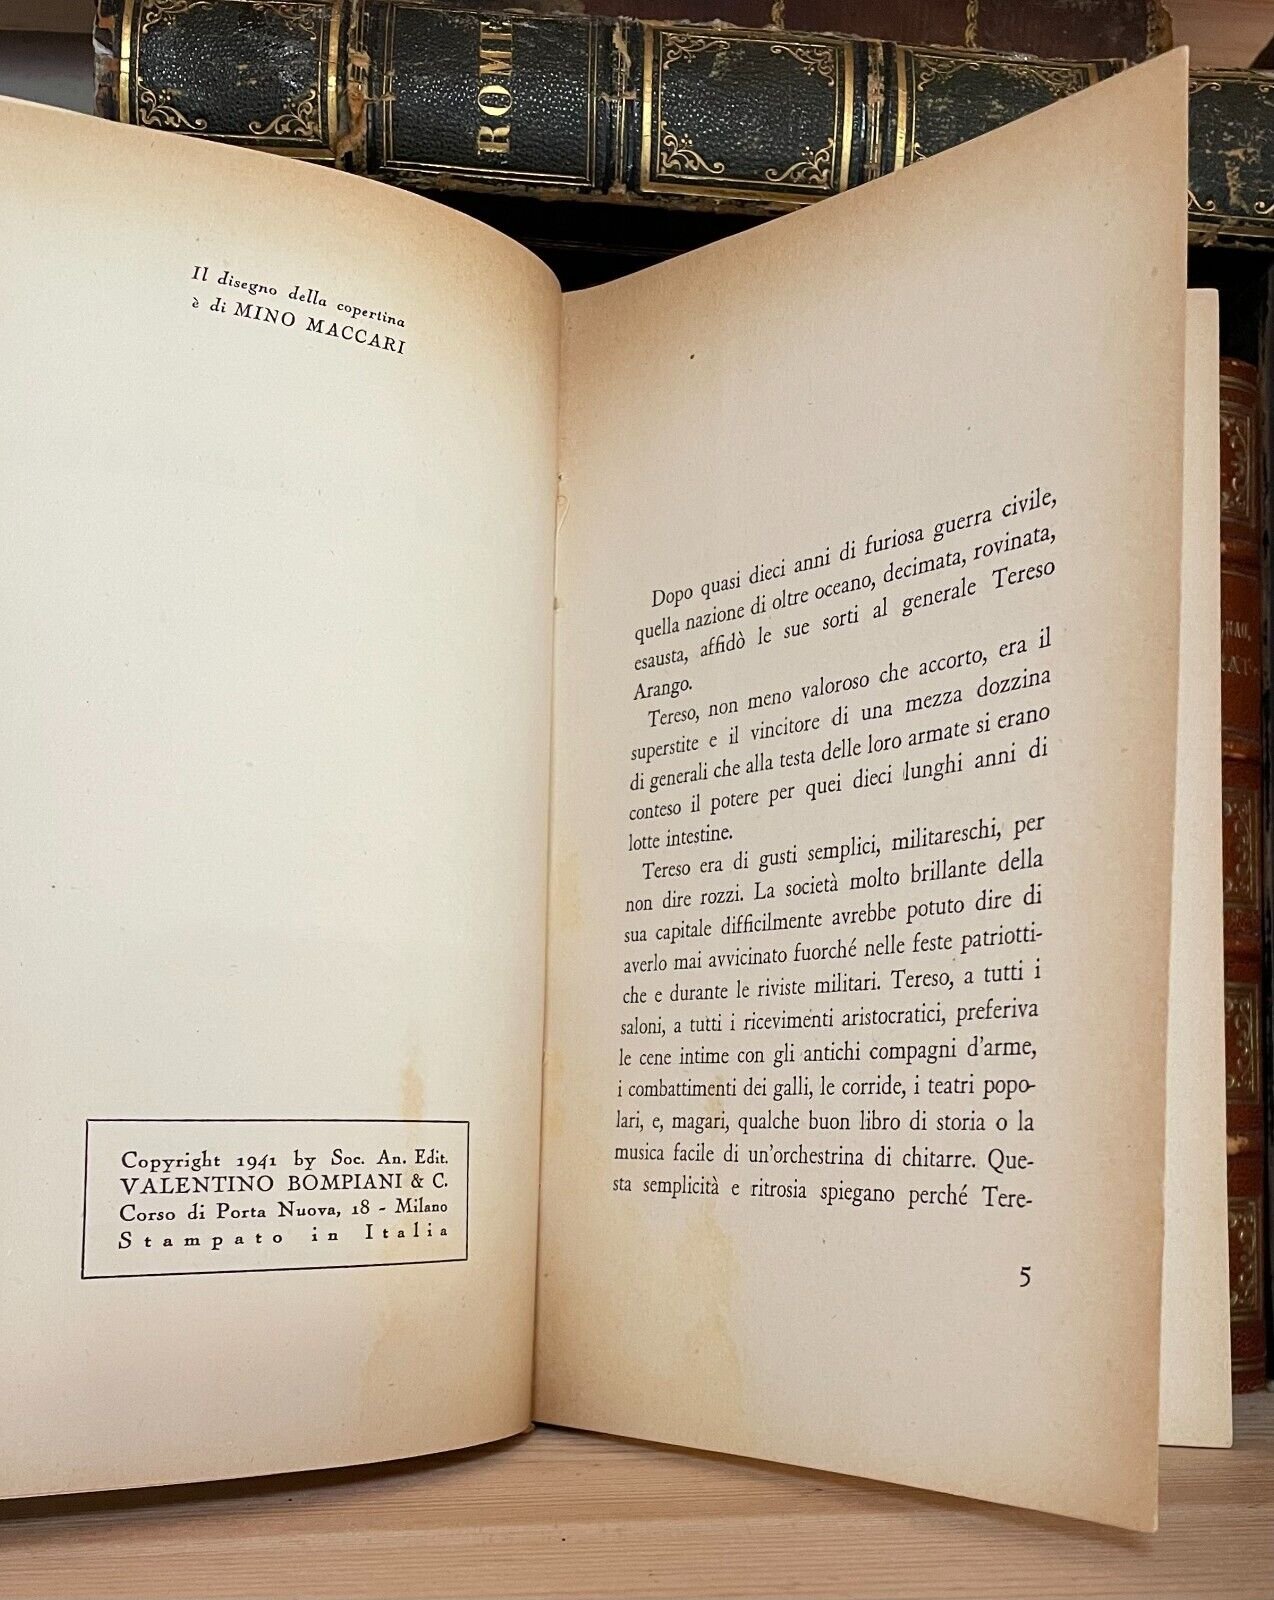 ROME
Il disegno della copertina
è di MINO MACCARI
Copyright 1941 by Soc. An. Edit.
VALENTINO BOMPIANI & C.
Corso di Porta Nuova, 18 - Milano
Stampato in Italia
Dopo quasi dieci anni di furiosa guerra civile,
quella nazione di oltre oceano, decimata, rovinata,
esausta, affidò le sue sorti al generale Tereso
Arango.
Tereso, non meno valoroso che accorto, era il
superstite e il vincitore di una mezza dozzina
di generali che alla testa delle loro armate si erano
conteso il potere per quei dieci lunghi anni di
lotte intestine.
Tereso era di gusti semplici, militareschi, per
non dire rozzi. La società molto brillante della
sua capitale difficilmente avrebbe potuto dire di
averlo mai avvicinato fuorché nelle feste patriotti-
che e durante le riviste militari. Tereso, a tutti i
saloni, a tutti i ricevimenti aristocratici, preferiva
le cene intime con gli antichi compagni d'arme,
i combattimenti dei galli, le corride, i teatri popo-
lari, e, magari, qualche buon libro di storia o la
musica facile di un'orchestrina di chitarre. Que-
sta semplicità e ritrosia spiegano perché Tere-
5